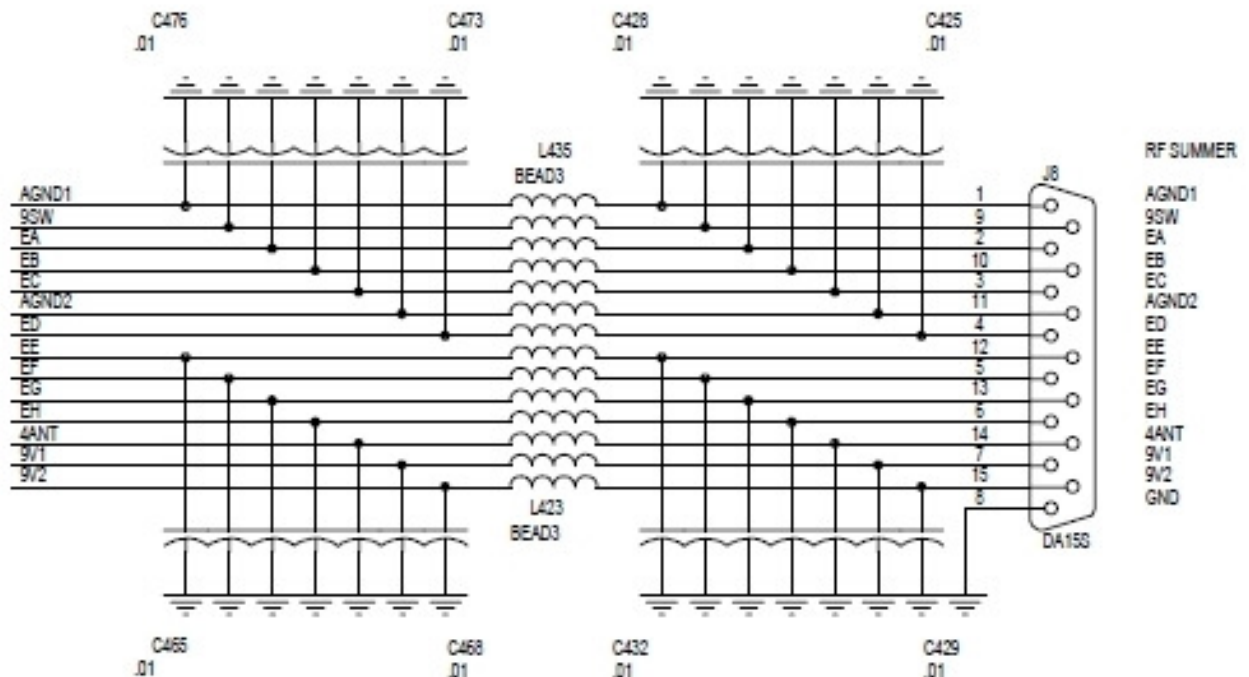 C476
.01
C473
.01
C428
.01
C425
.01
L435
BEAD3
RF SUMMER
J8
AGND1
9SW
EA
EB
EC
AGND2
ED
EE
EF
EG
EH
4ANT
9V1
9V2
1
9
2
10
3
11
4
12
5
13
6
14
7
15
8
AGND1
9SW
EA
EB
EC
AGND2
ED
EE
EF
EG
EH
4ANT
9V1
9V2
GND
L423
BEAD3
DA15S
C465
.01
C468
.01
C432
.01
C429
.01